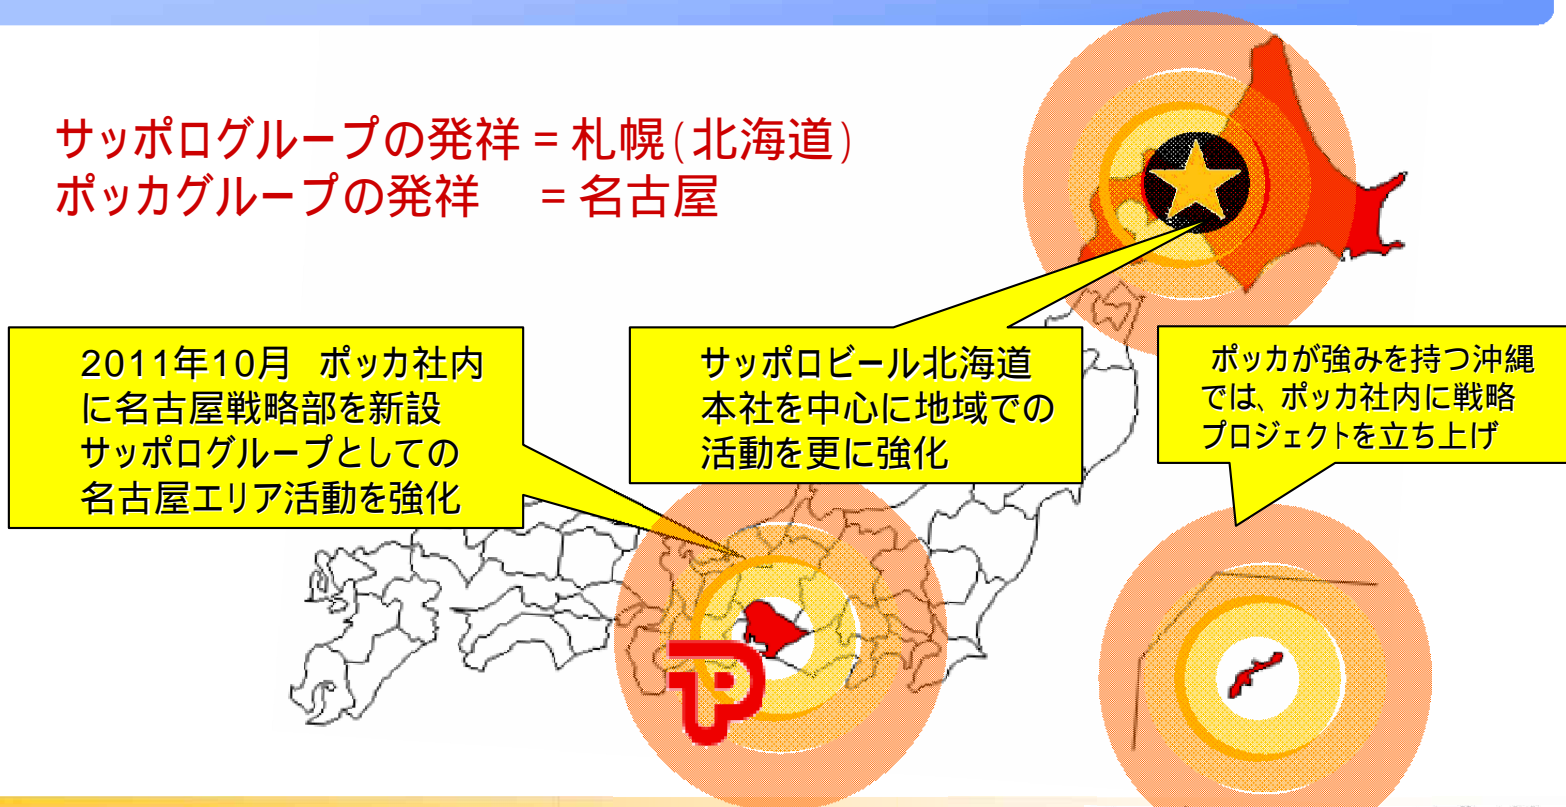 サッポログループの発祥 = 札幌(北海道)
ポッカグループの発祥 = 名古屋
2011年10月 ポッカ社内
に名古屋戦略部を新設
サッポログループとしての
名古屋エリア活動を強化
サッポロビール北海道
本社を中心に地域での
活動を更に強化
ポッカが強みを持つ沖縄
では、ポッカ社内に戦略
プロジェクトを立ち上げ